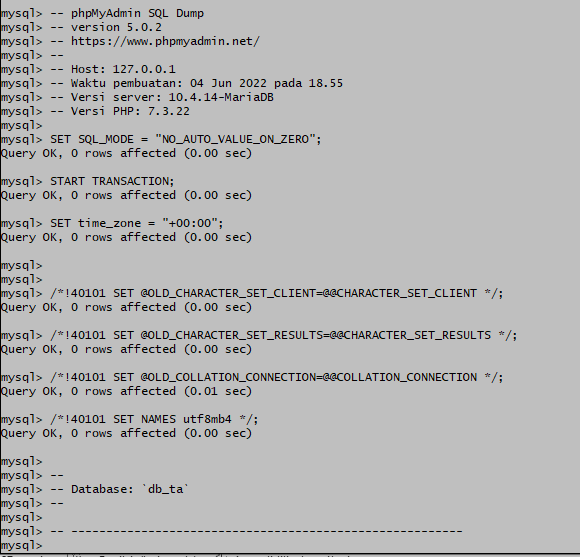 mysql> -- phpMyAdmin SQL Dump
mysql> -- version 5.0.2
mysql> -- https://www.phpmyadmin.net/
mysql> --
mysql> -- Host: 127.0.0.1
mysql> -- Waktu pembuatan: 04 Jun 2022 pada 18.55
mysql> -- Versi server: 10.4.14-MariaDB
mysql> -- Versi PHP: 7.3.22
mysql>
mysql> SET SQL_MODE = "NO_AUTO_VALUE_ON_ZERO";
Query OK, 0 rows affected (0.00 sec)
mysql> START TRANSACTION;
Query OK, 0 rows affected (0.00 sec)
mysql> SET time_zone = "+00:00";
Query OK, 0 rows affected (0.00 sec)
mysql>
mysql>
mysql> /*!40101 SET @OLD_CHARACTER_SET_CLIENT=@@CHARACTER_SET_CLIENT */;
Query OK, 0 rows affected (0.00 sec)
mysql> /*!40101 SET @OLD_CHARACTER_SET_RESULTS=@@CHARACTER_SET_RESULTS */;
Query OK, 0 rows affected (0.00 sec)
mysql> /*!40101 SET @OLD_COLLATION_CONNECTION=@@COLLATION_CONNECTION */;
Query OK, 0 rows affected (0.01 sec)
mysql> /*!40101 SET NAMES utf8mb4 */;
Query OK, 0 rows affected (0.00 sec)
mysql>
mysql> --
mysql> -- Database: `db_ta`
mysql> --
mysql>
mysql> -- --------------------------------------------------------
mysql>